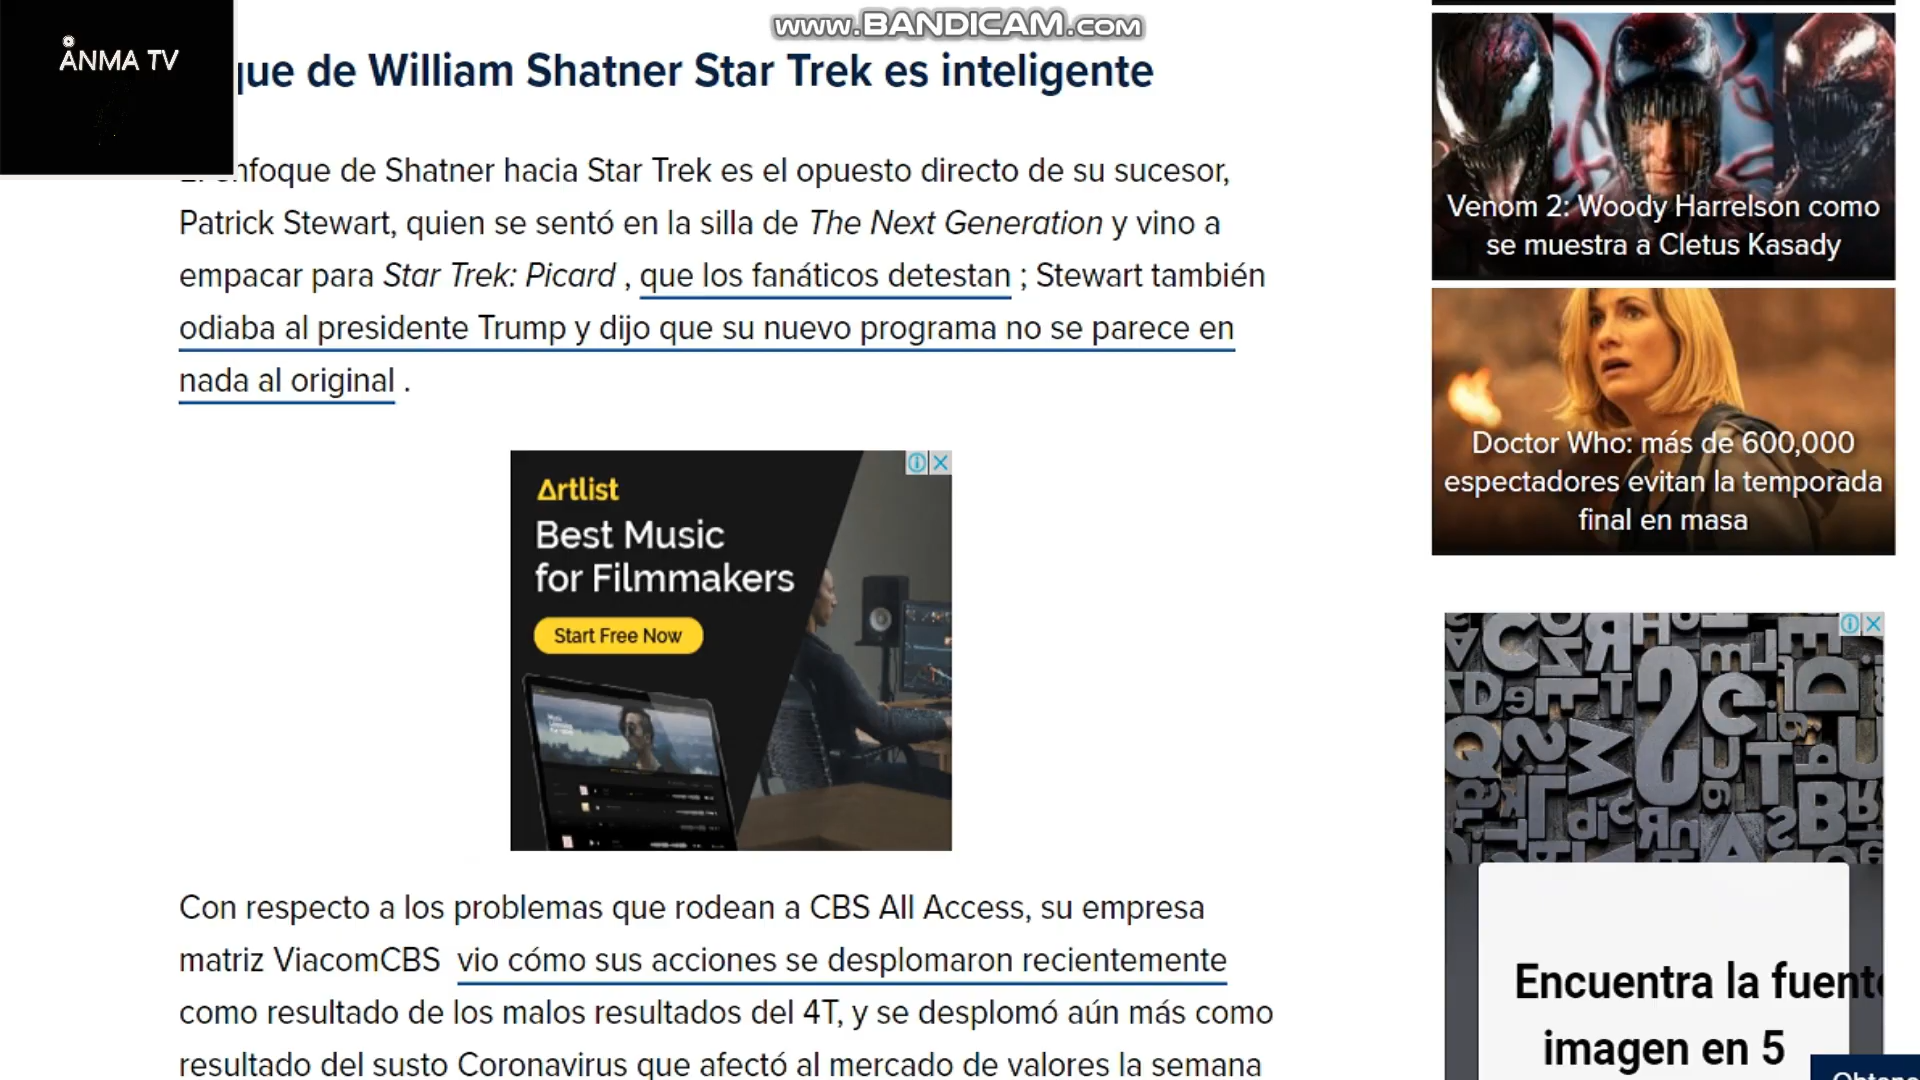 www.BANDICAM.com
ÅNMA TV
que de William Shatner Star Trek es inteligente
enfoque de Shatner hacia Star Trek es el opuesto directo de su sucesor,
Patrick Stewart, quien se sentó en la silla de The Next Generation y vino a
empacar para Star Trek: Picard , que los fanáticos detestan ; Stewart también
odiaba al presidente Trump y dijo que su nuevo programa no se parece en
nada al original .
Artlist
Best Music
for Filmmakers
Start Free Now
Con respecto a los problemas que rodean a CBS All Access, su empresa
matriz ViacomCBS vio cómo sus acciones se desplomaron recientemente
como resultado de los malos resultados del 4T, y se desplomó aún más como
resultado del susto Coronavirus que afectó al mercado de valores la semana
Venom 2: Woody Harrelson como
se muestra a Cletus Kasady
Doctor Who: más de 600,000
espectadores evitan la temporada
final en masa
Encuentra la fuente
imagen en 5